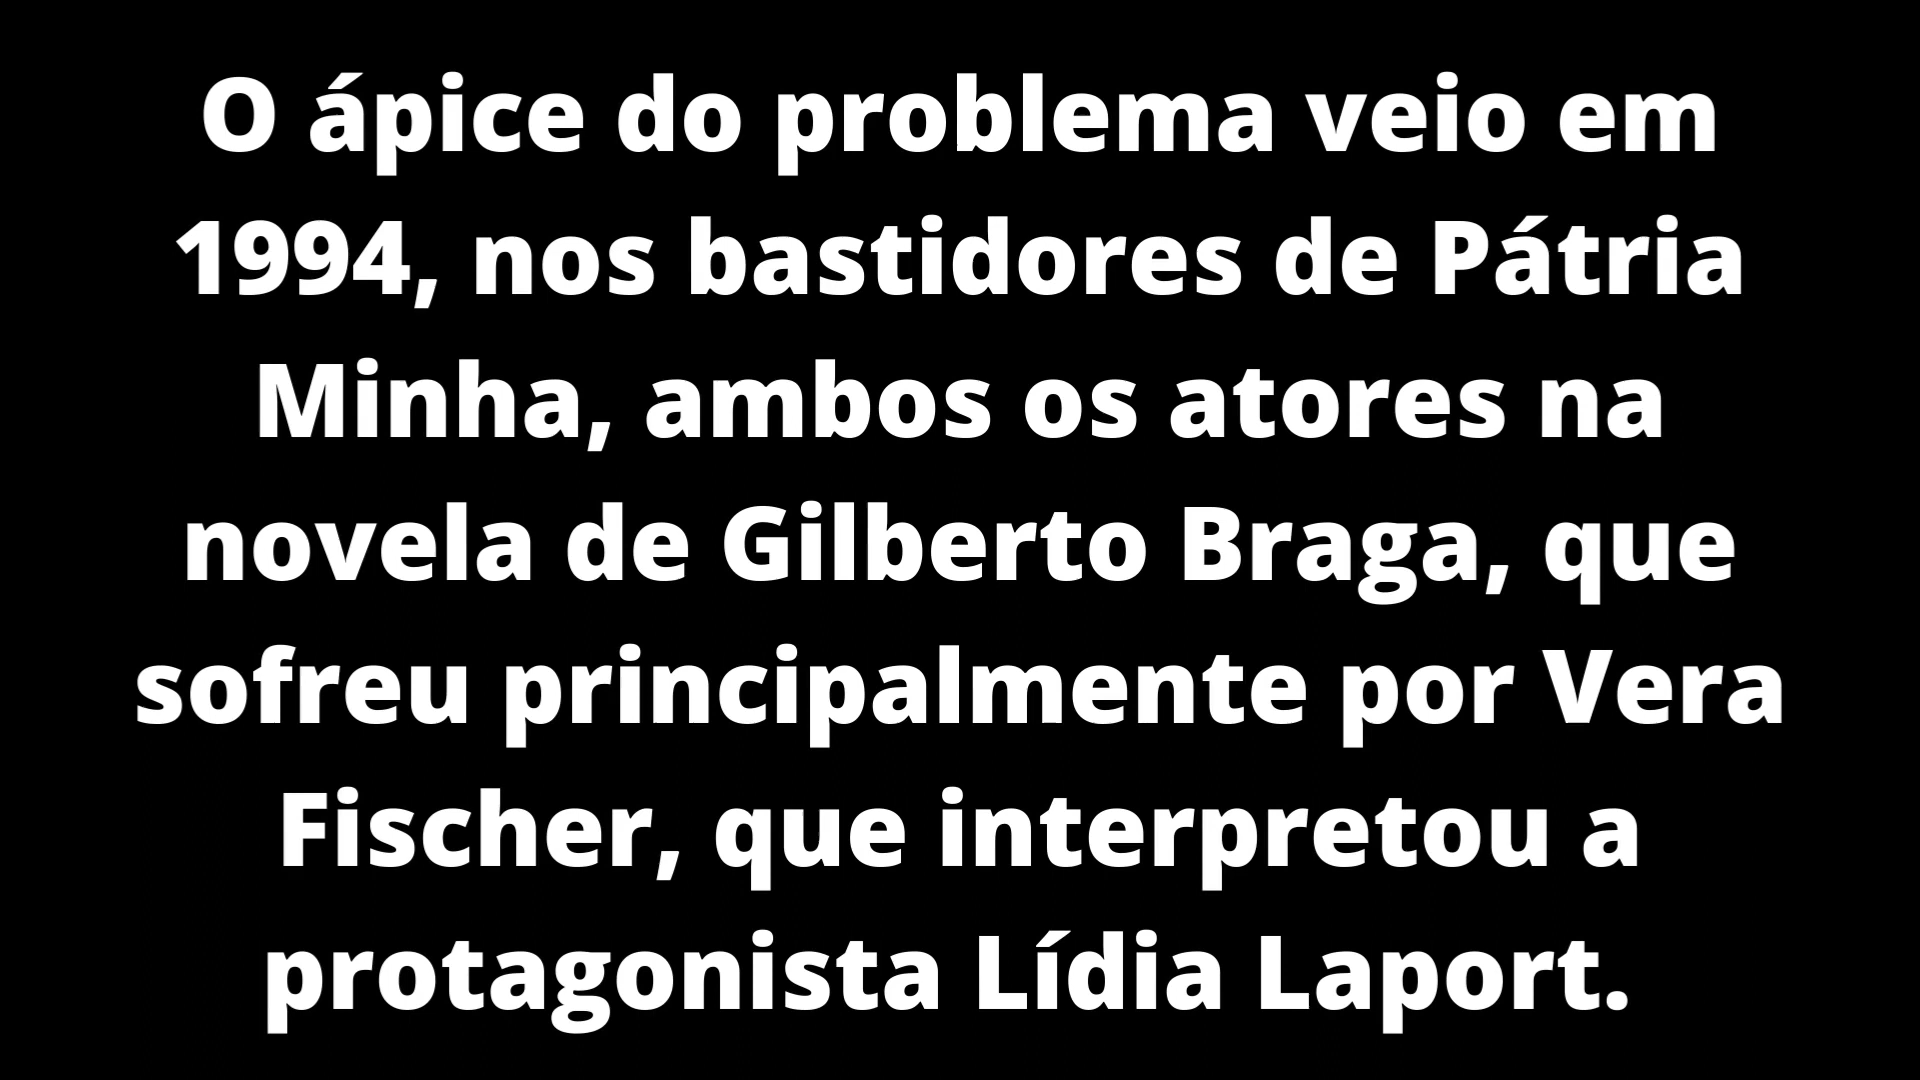 O ápice do problema veio em
1994, nos bastidores de Pátria
Minha, ambos os atores na
novela de Gilberto Braga, que
sofreu principalmente por Vera
Fischer, que interpretou a
protagonista Lídia Laport.